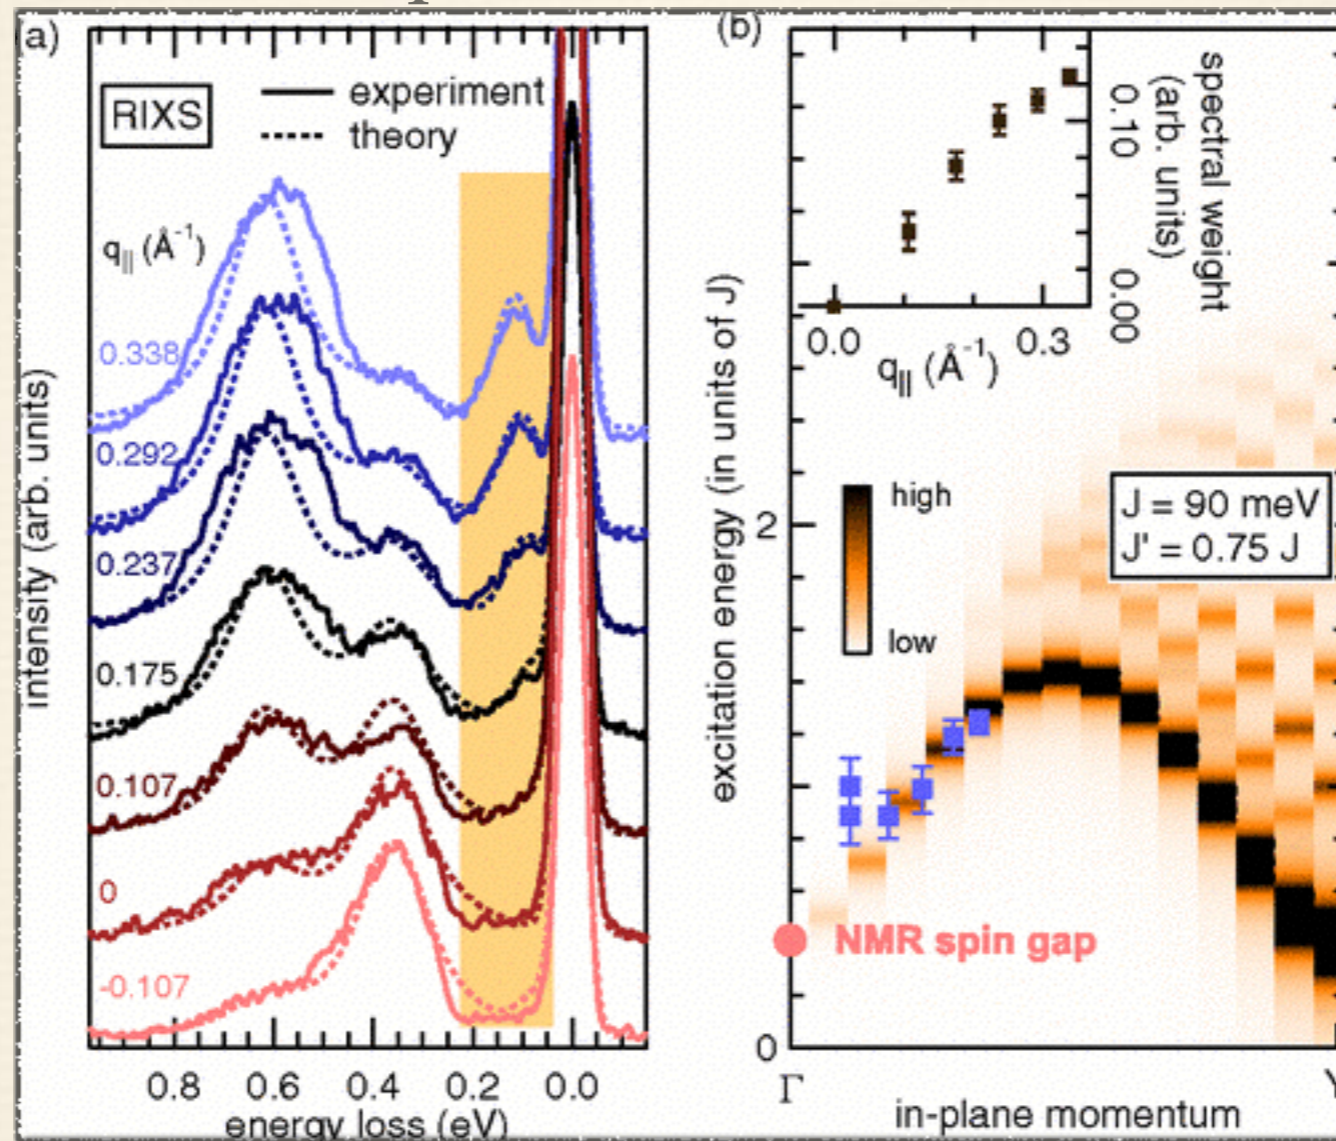 (a)
RIXS
experiment
theory
q|| (Å⁻¹)
0.338
0.292
0.237
0.175
0.107
0
-0.107
intensity (arb. units)
0.8 0.6 0.4 0.2 0.0
energy loss (eV)
(b)
2
0
excitation energy (in units of J)
0.0 0.3
q|| (Å⁻¹)
0.10
0.00
spectral weight
(arb. units)
high
low
J = 90 meV
J' = 0.75 J
NMR spin gap
Γ
in-plane momentum